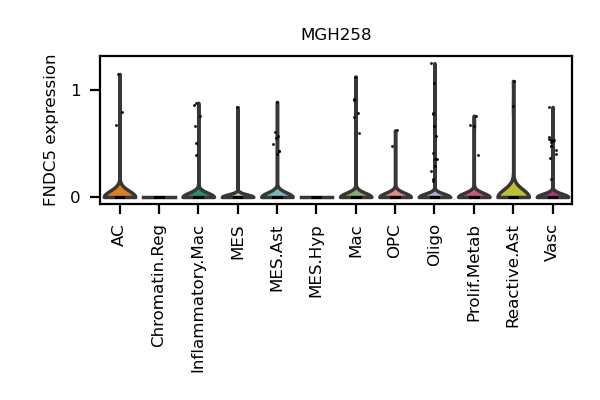 MGH258
FNDC5 expression
1
0
AC
Chromatin.Reg
Inflammatory.Mac
MES
MES.Ast
MES.Hyp
Mac
OPC
Oligo
Prolif.Metab
Reactive.Ast
Vasc